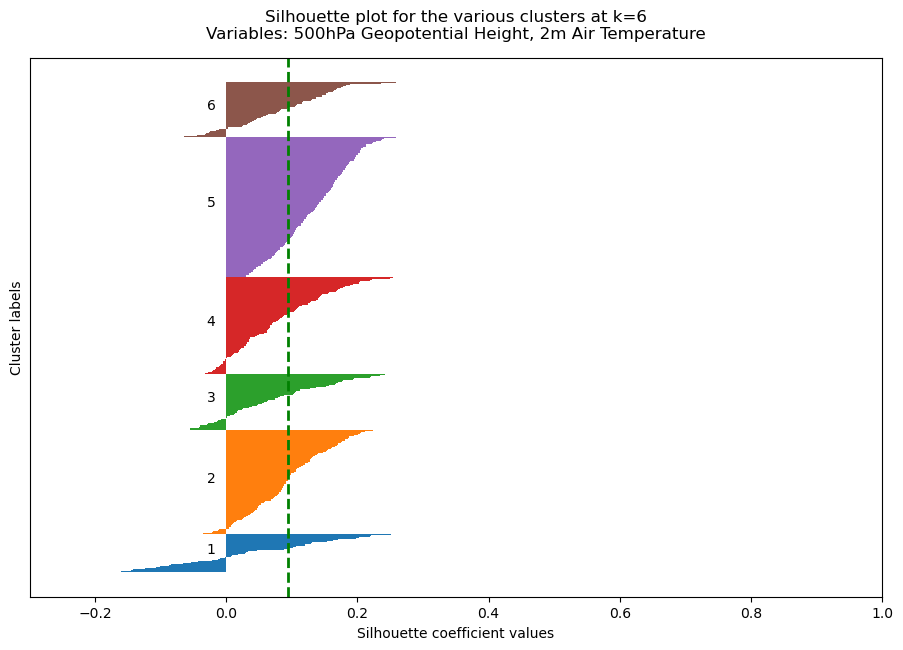 Silhouette plot for the various clusters at k=6
Variables: 500hPa Geopotential Height, 2m Air Temperature
6
5
4
3
2
1
Cluster labels
−0.2 0.0 0.2 0.4 0.6 0.8 1.0
Silhouette coefficient values